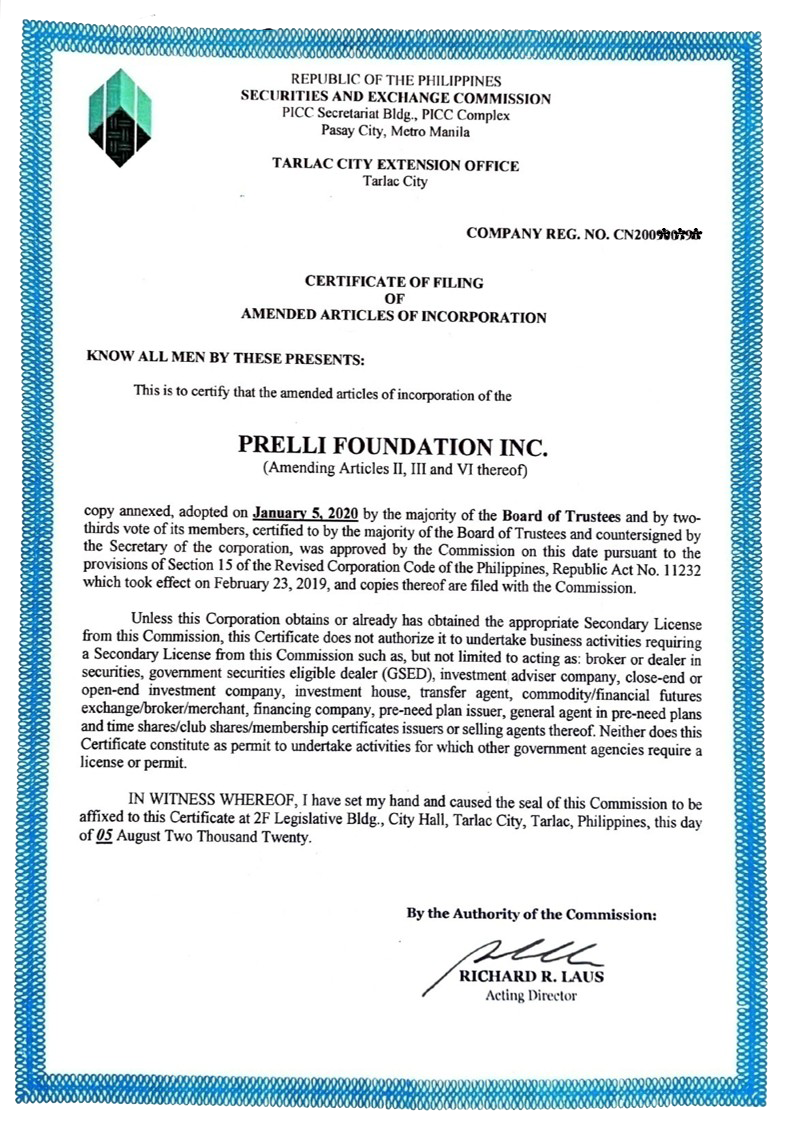 REPUBLIC OF THE PHILIPPINES
SECURITIES AND EXCHANGE COMMISSION
PICC Secretariat Bldg., PICC Complex
Pasay City, Metro Manila
TARLAC CITY EXTENSION OFFICE
Tarlac City
COMPANY REG. NO.
CERTIFICATE OF FILING
OF
AMENDED ARTICLES OF INCORPORATION
KNOW ALL MEN BY THESE PRESENTS:
This is to certify that the amended articles of incorporation of the
PRELLI FOUNDATION INC.
(Amending Articles II, III and VI thereof)
copy annexed, adopted on January 5, 2020 by the majority of the Board of Trustees and by two-
thirds vote of its members, certified to by the majority of the Board of Trustees and countersigned by
the Secretary of the corporation, was approved by the Commission on this date pursuant to the
provisions of Section 15 of the Revised Corporation Code of the Philippines, Republic Act No. 11232
which took effect on February 23, 2019, and copies thereof are filed with the Commission.
Unless this Corporation obtains or already has obtained the appropriate Secondary License
from this Commission, this Certificate does not authorize it to undertake business activities requiring
a Secondary License from this Commission such as, but not limited to acting as: broker or dealer in
securities, government securities eligible dealer (GSED), investment adviser company, close-end or
open-end investment company, investment house, transfer agent, commodity/financial futures
exchange/broker/merchant, financing company, pre-need plan issuer, general agent in pre-need plans
and time shares/club shares/membership certificates issuers or selling agents thereof. Neither does this
Certificate constitute as permit to undertake activities for which other government agencies require a
license or permit.
IN WITNESS WHEREOF, I have set my hand and caused the seal of this Commission to be
affixed to this Certificate at 2F Legislative Bldg., City Hall, Tarlac City, Tarlac, Philippines, this day
of 05 August Two Thousand Twenty.
By the Authority of the Commission:
RICHARD R. LAUS
Acting Director